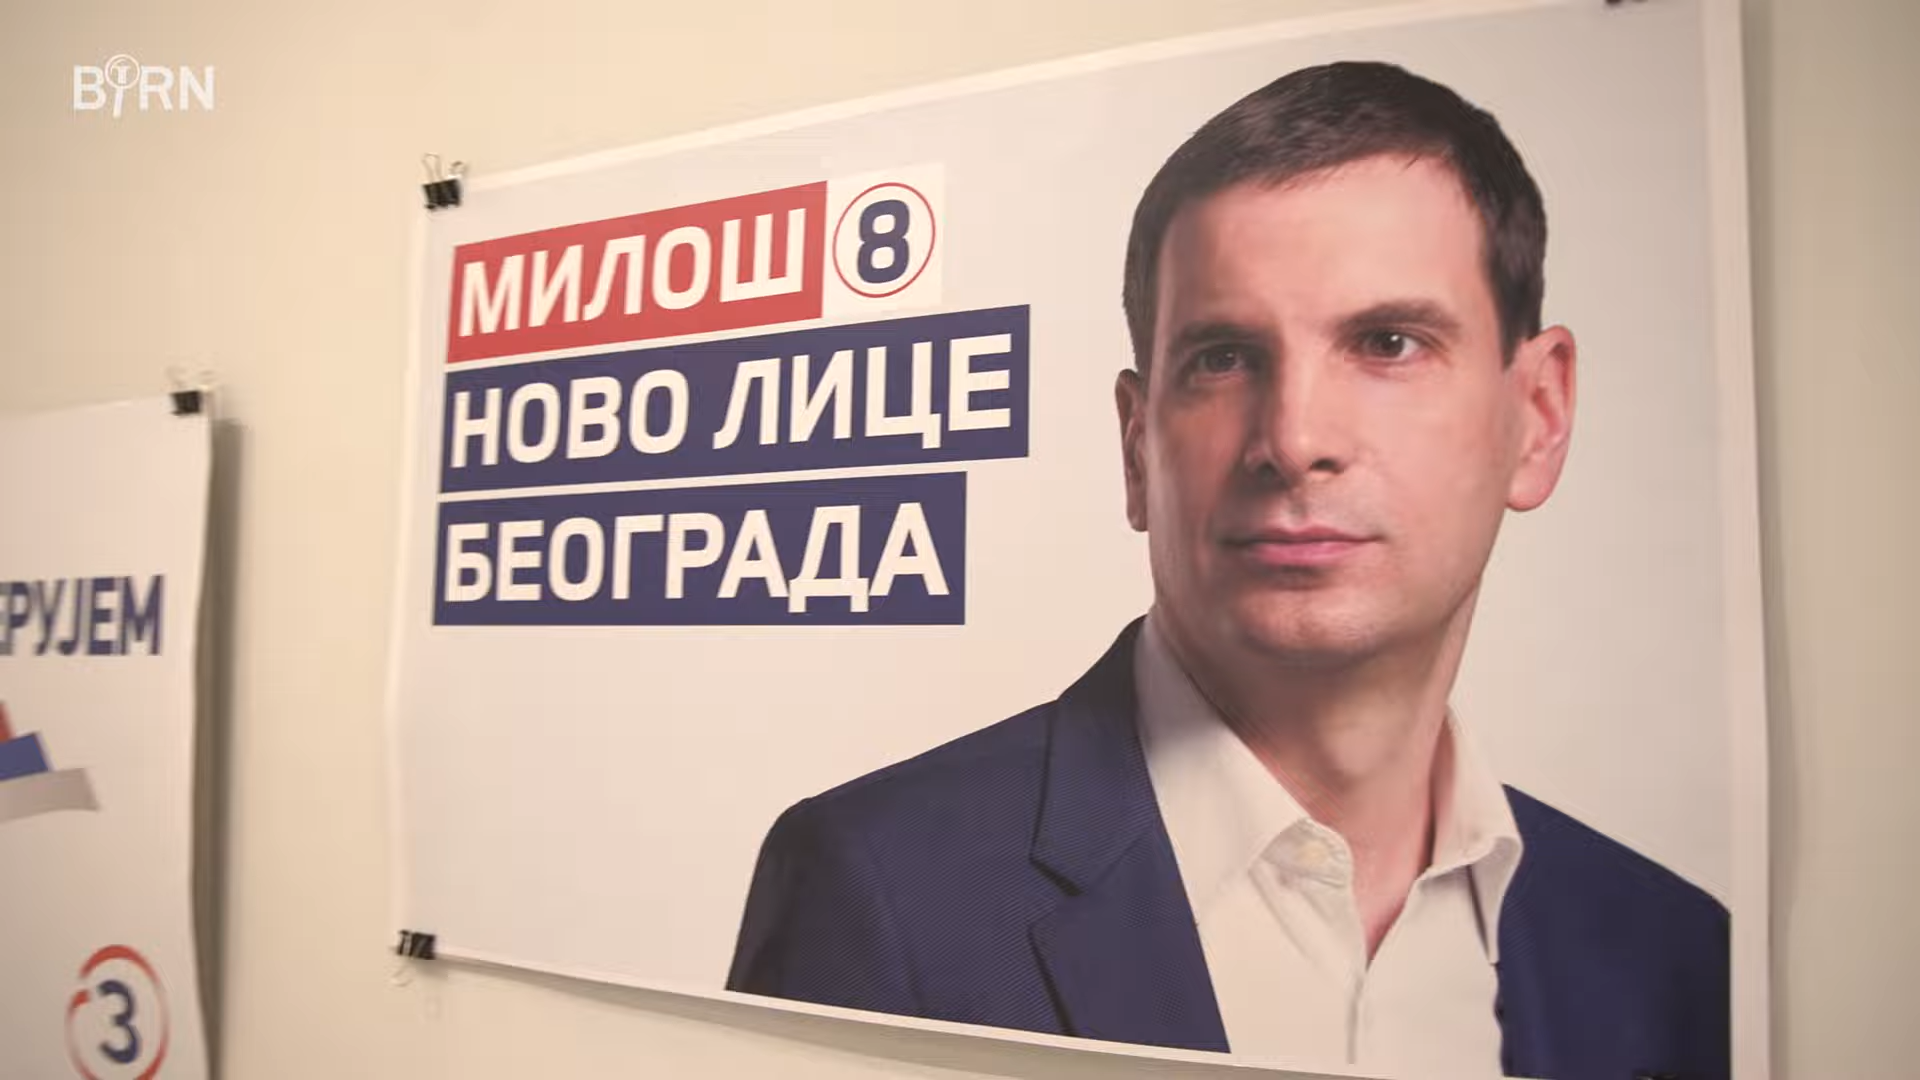 BIRN
МИЛОШ 8
НОВО ЛИЦЕ
БЕОГРАДА
ЕРУЈЕМ
3